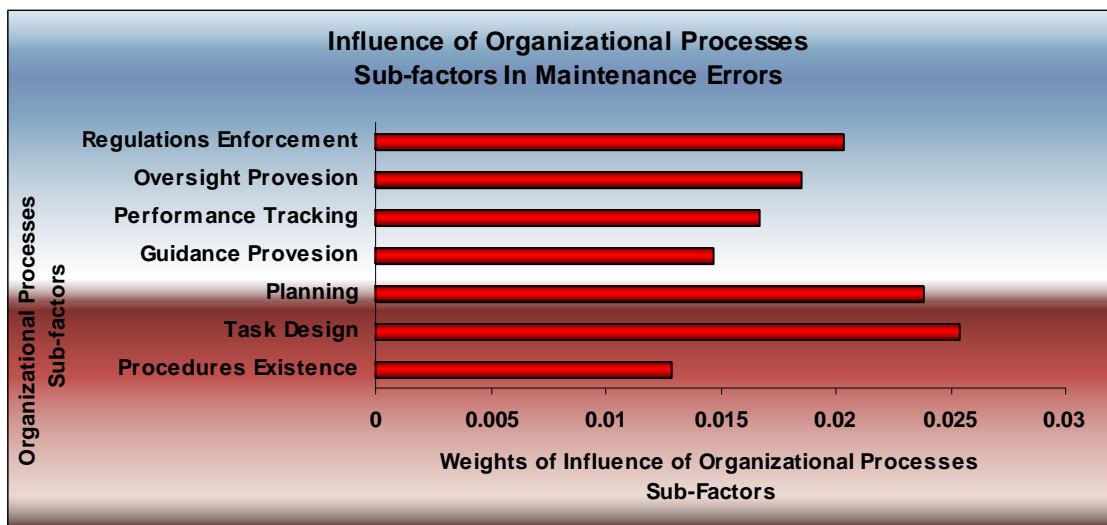 Influence of Organizational Processes
Sub-factors In Maintenance Errors
Organizational Processes
Sub-factors
Regulations Enforcement
Oversight Provesion
Performance Tracking
Guidance Provesion
Planning
Task Design
Procedures Existence
0 0.005 0.01 0.015 0.02 0.025 0.03
Weights of Influence of Organizational Processes
Sub-Factors